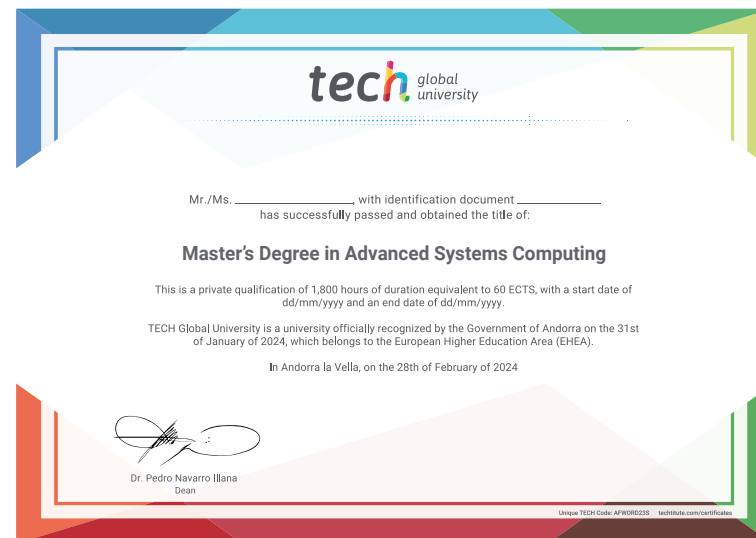 tech global
university
Mr./Ms. ____________________, with identification document ______________
has successfully passed and obtained the title of:
Master's Degree in Advanced Systems Computing
This is a private qualification of 1,800 hours of duration equivalent to 60 ECTS, with a start date of
dd/mm/yyyy and an end date of dd/mm/yyyy.
TECH Global University is a university officially recognized by the Government of Andorra on the 31st
of January of 2024, which belongs to the European Higher Education Area (EHEA).
In Andorra la Vella, on the 28th of February of 2024
Dr. Pedro Navarro Illana
Dean
Unique TECH Code: AFWORD23S techtitute.com/certificates